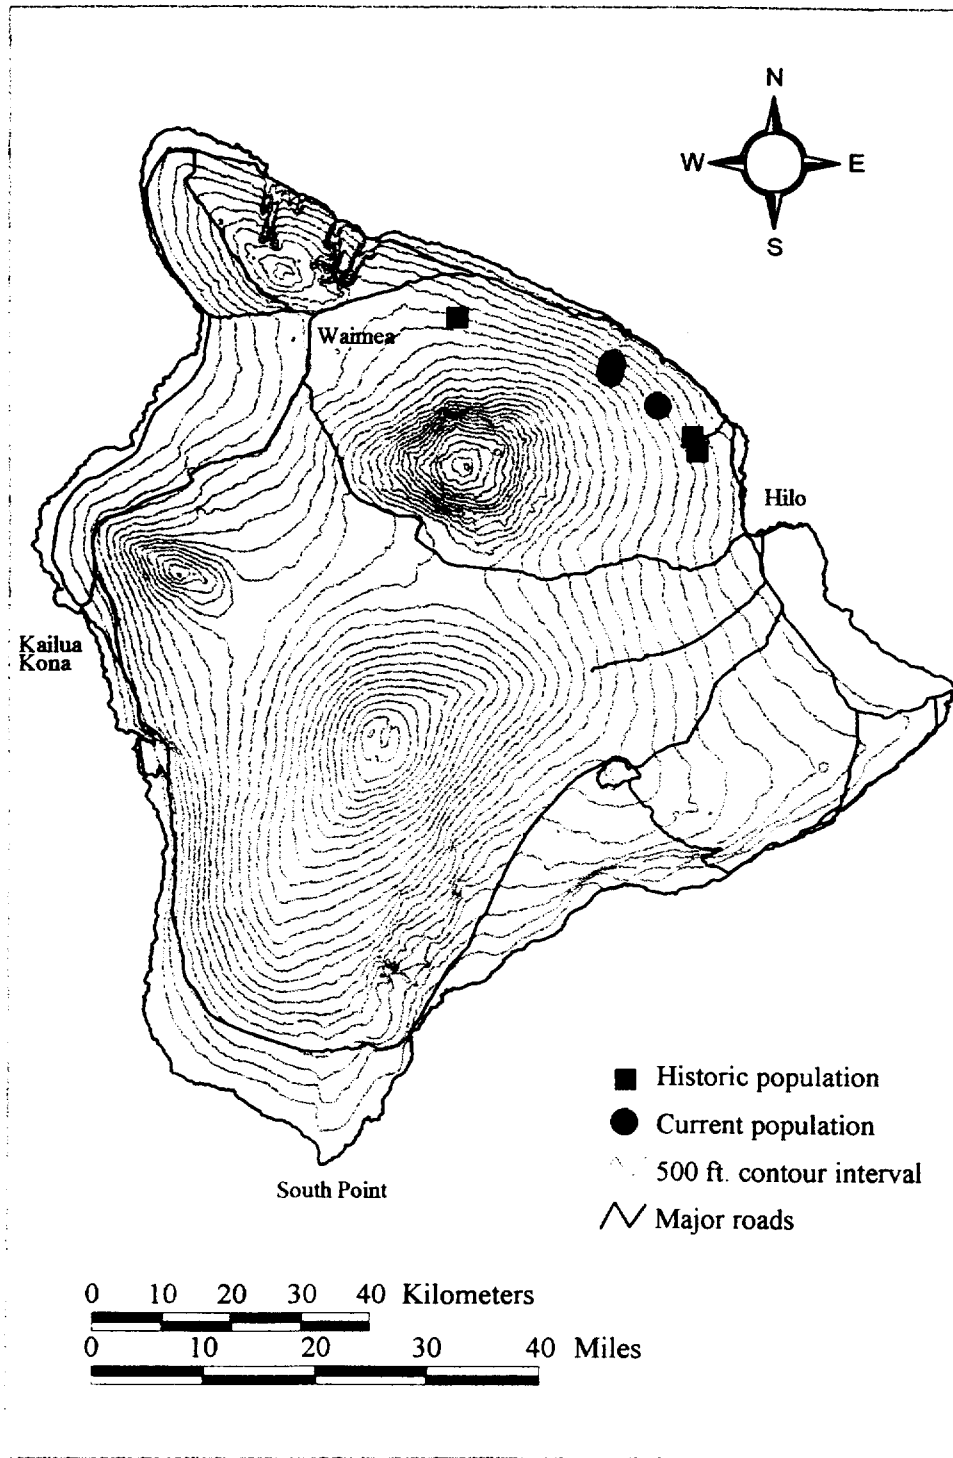 N
W E
S
Waimea
Hilo
Kailua
Kona
Historic population
Current population
500 ft. contour interval
Major roads
South Point
0 10 20 30 40 Kilometers
0 10 20 30 40 Miles